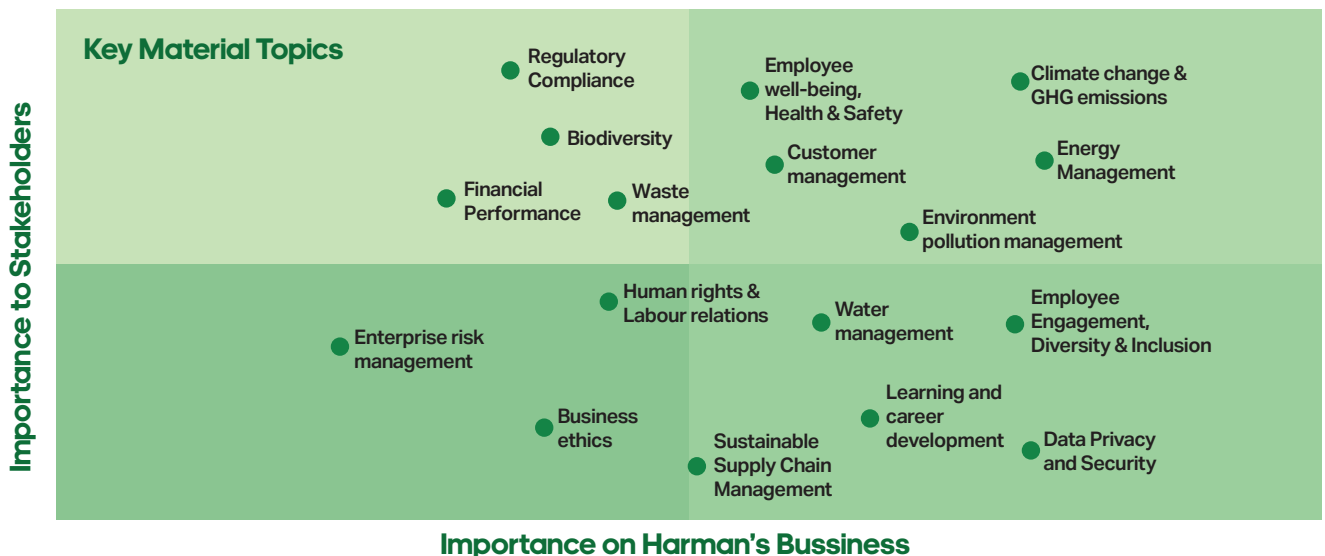 Key Material Topics
Regulatory
Compliance
Biodiversity
Financial
Performance
Waste
management
Employee
well-being,
Health & Safety
Customer
management
Climate change &
GHG emissions
Energy
Management
Environment
pollution management
Human rights &
Labour relations
Enterprise risk
management
Business
ethics
Water
management
Employee
Engagement,
Diversity & Inclusion
Learning and
career
development
Sustainable
Supply Chain
Management
Data Privacy
and Security
Importance to Stakeholders
Importance on Harman's Bussiness